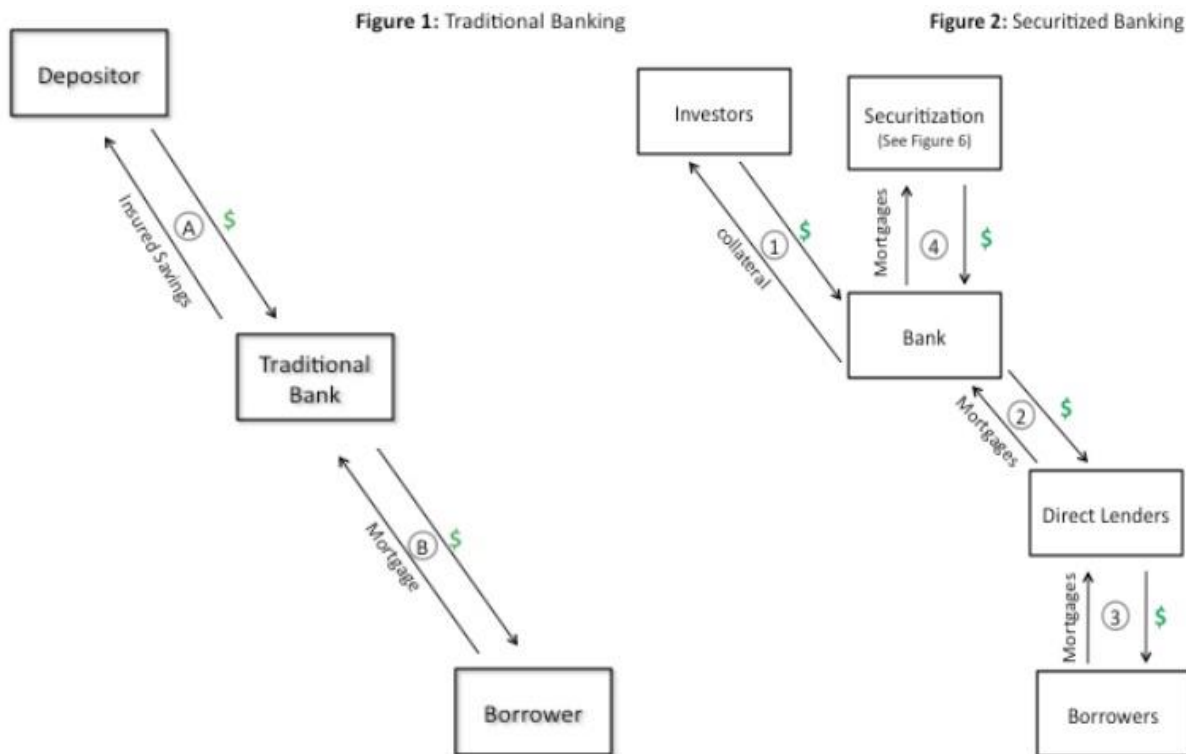 Figure 1: Traditional Banking
Depositor
Insured Savings
A
$
Traditional
Bank
Mortgage
B
$
Borrower
Figure 2: Securitized Banking
Investors
Securitization
(See Figure 6)
collateral
1
$
Mortgages
4
$
Bank
Mortgages
2
$
Direct Lenders
Mortgages
3
$
Borrowers